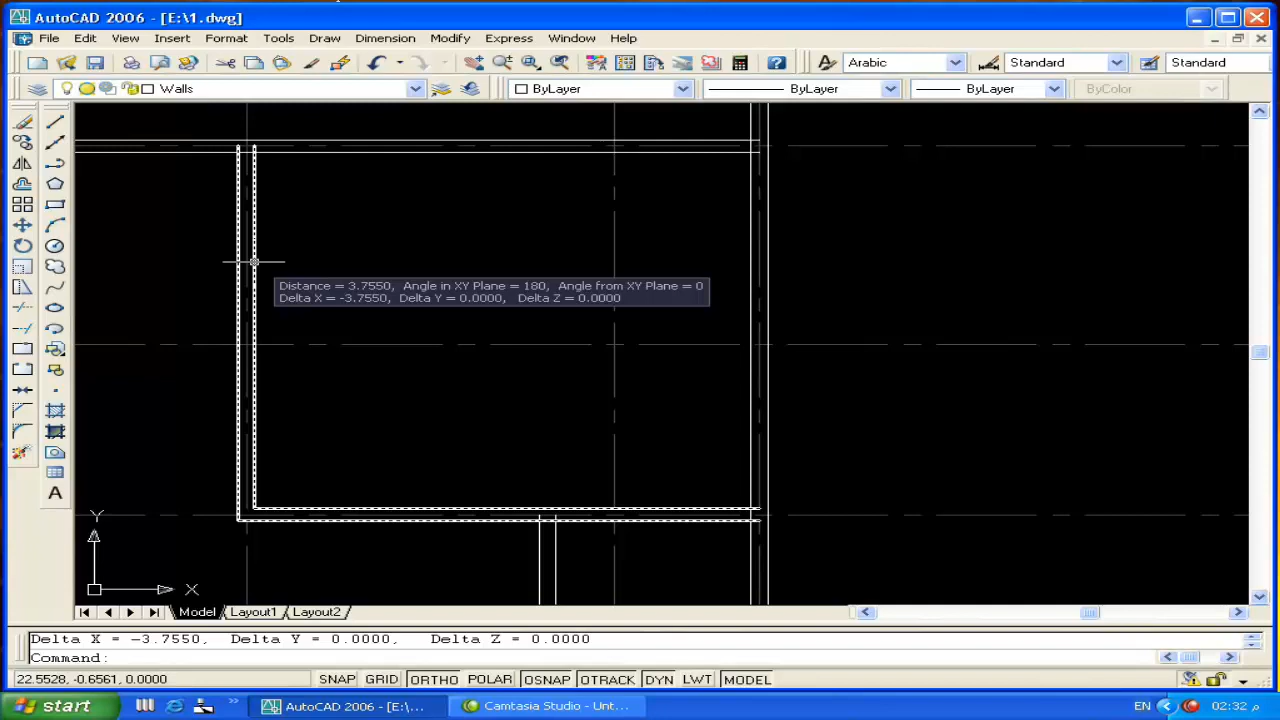 AutoCAD 2006 - [E:\1.dwg]
File Edit View Insert Format Tools Draw Dimension Modify Express Window Help
Arabic Standard Standard
Walls ByLayer ByLayer ByLayer ByColor
Distance = 3.7550, Angle in XY Plane = 180, Angle from XY Plane = 0
Delta X = -3.7550, Delta Y = 0.0000, Delta Z = 0.0000
Y
X
Model Layout1 Layout2
Delta X = -3.7550, Delta Y = 0.0000, Delta Z = 0.0000
Command:
22.5528, -0.6561, 0.0000 SNAP GRID ORTHO POLAR OSNAP OTRACK DYN LWT MODEL
start AutoCAD 2006 - [E:\... Camtasia Studio - Unt... EN 02:32 م